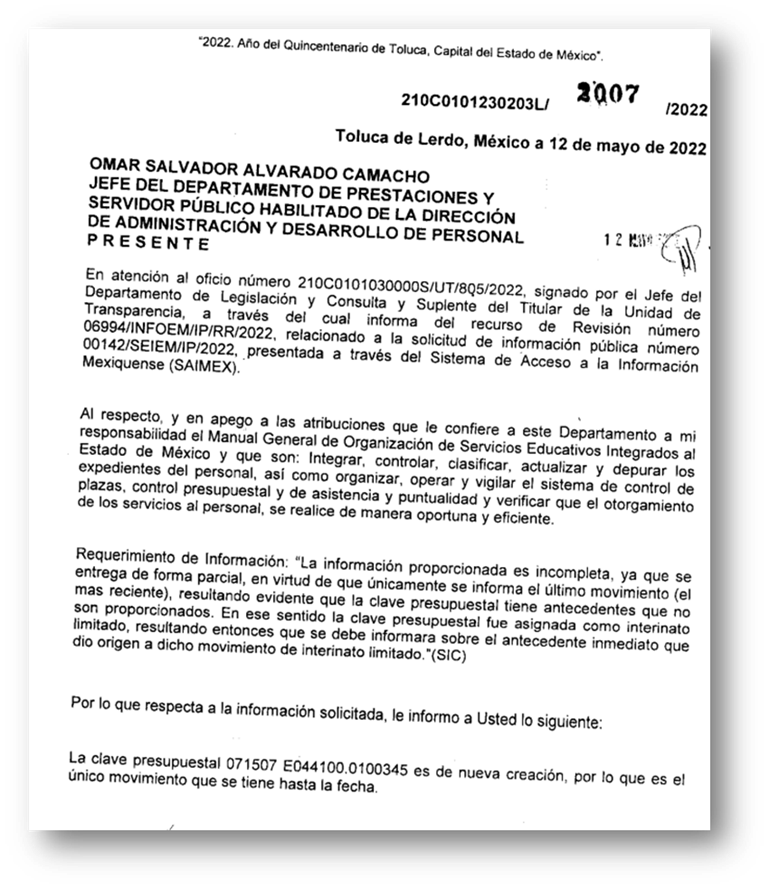 "2022. Año del Quincentenario de Toluca, Capital del Estado de México".
210C0101230203L/ 2007 /2022
Toluca de Lerdo, México a 12 de mayo de 2022
OMAR SALVADOR ALVARADO CAMACHO
JEFE DEL DEPARTAMENTO DE PRESTACIONES Y
SERVIDOR PÚBLICO HABILITADO DE LA DIRECCIÓN
DE ADMINISTRACIÓN Y DESARROLLO DE PERSONAL
P R E S E N T E
12
En atención al oficio número 210C0101030000S/UT/805/2022, signado por el Jefe del
Departamento de Legislación y Consulta y Suplente del Titular de la Unidad de
Transparencia, a través del cual informa del recurso de Revisión número
06994/INFOEM/IP/RR/2022, relacionado a la solicitud de información pública número
00142/SEIEM/IP/2022, presentada a través del Sistema de Acceso a la Información
Mexiquense (SAIMEX).
Al respecto, y en apego a las atribuciones que le confiere a este Departamento a mi
responsabilidad el Manual General de Organización de Servicios Educativos Integrados al
Estado de México y que son: Integrar, controlar, clasificar, actualizar y depurar los
expedientes del personal, así como organizar, operar y vigilar el sistema de control de
plazas, control presupuestal y de asistencia y puntualidad y verificar que el otorgamiento
de los servicios al personal, se realice de manera oportuna y eficiente.
Requerimiento de Información: "La información proporcionada es incompleta, ya que se
entrega de forma parcial, en virtud de que únicamente se informa el último movimiento (el
mas reciente), resultando evidente que la clave presupuestal tiene antecedentes que no
son proporcionados. En ese sentido la clave presupuestal fue asignada como interinato
limitado, resultando entonces que se debe informara sobre el antecedente inmediato que
dio origen a dicho movimiento de interinato limitado."(SIC)
Por lo que respecta a la información solicitada, le informo a Usted lo siguiente:
La clave presupuestal 071507 E044100.0100345 es de nueva creación, por lo que es el
único movimiento que se tiene hasta la fecha.